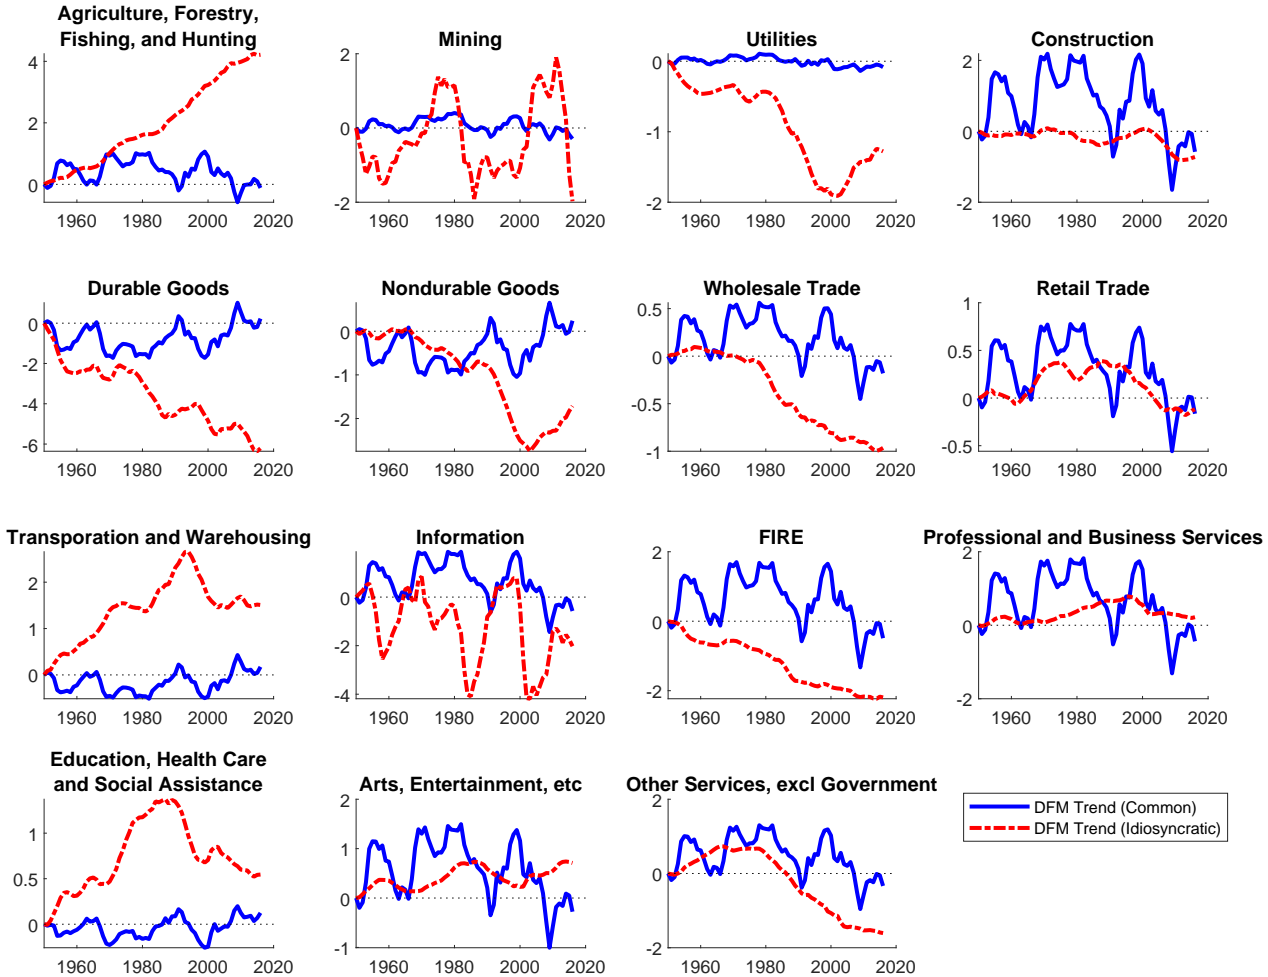 Agriculture, Forestry,
Fishing, and Hunting
4
2
0
1960 1980 2000 2020
Mining
2
0
-2
1960 1980 2000 2020
Utilities
0
-1
-2
1960 1980 2000 2020
Construction
2
0
-2
1960 1980 2000 2020
Durable Goods
0
-2
-4
-6
1960 1980 2000 2020
Nondurable Goods
0
-1
-2
1960 1980 2000 2020
Wholesale Trade
0.5
0
-0.5
-1
1960 1980 2000 2020
Retail Trade
1
0.5
0
-0.5
1960 1980 2000 2020
Transporation and Warehousing
2
1
0
1960 1980 2000 2020
Information
0
-2
-4
1960 1980 2000 2020
FIRE
2
0
-2
1960 1980 2000 2020
Professional and Business Services
2
0
-2
1960 1980 2000 2020
Education, Health Care
and Social Assistance
1
0.5
0
1960 1980 2000 2020
Arts, Entertainment, etc
2
1
0
-1
1960 1980 2000 2020
Other Services, excl Government
2
0
-2
1960 1980 2000 2020
DFM Trend (Common)
DFM Trend (Idiosyncratic)